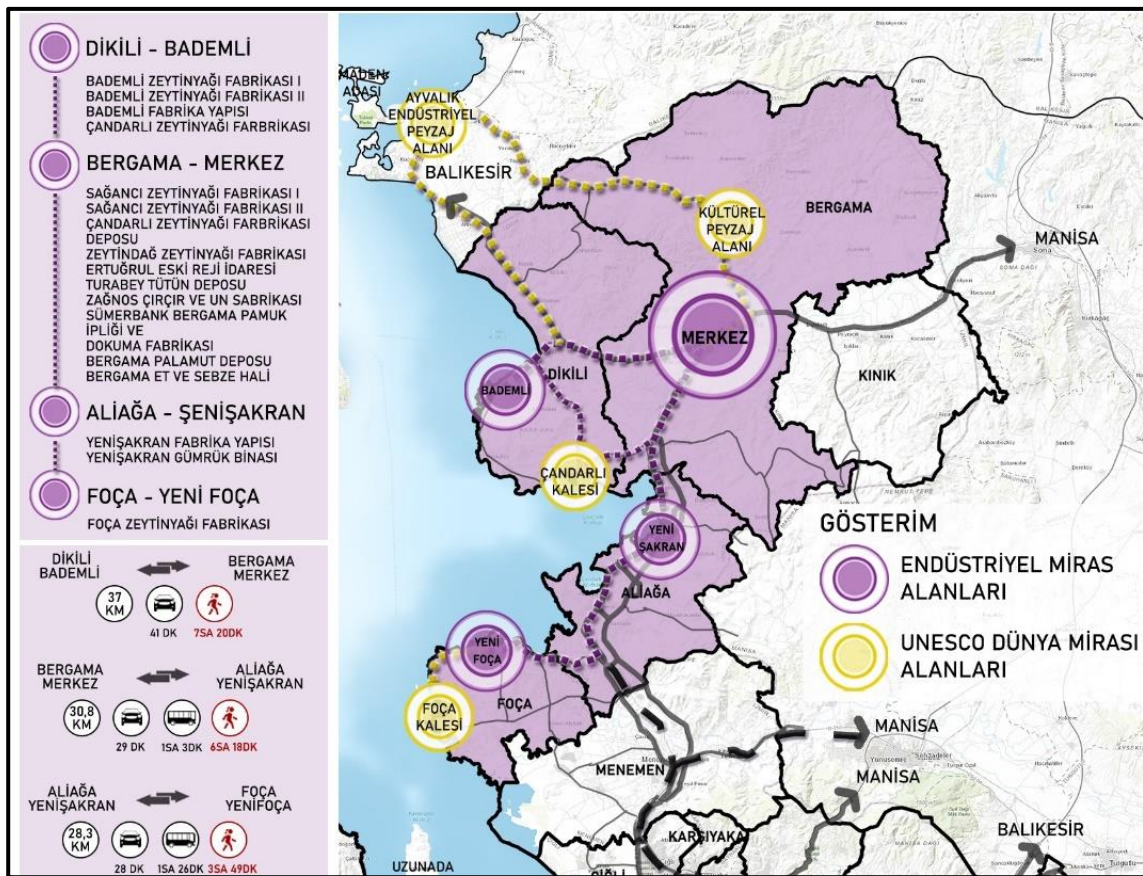 DİKİLİ - BADEMLİ
BADEMLİ ZEYTİNYAĞI FABRİKASI I
BADEMLİ ZEYTİNYAĞI FABRİKASI II
BADEMLİ FABRİKA YAPISI
ÇANDARLI ZEYTİNYAĞI FARBRİKASI
BERGAMA - MERKEZ
SAĞANCI ZEYTİNYAĞI FABRİKASI I
SAĞANCI ZEYTİNYAĞI FABRİKASI II
ÇANDARLI ZEYTİNYAĞI FARBRİKASI
DEPOSU
ZEYTİNDAĞ ZEYTİNYAĞI FABRİKASI
ERTUĞRUL ESKİ REJİ İDARESİ
TURABEY TÜTÜN DEPOSU
ZAĞNOS ÇIRÇIR VE UN SABRİKASI
SÜMERBANK BERGAMA PAMUK
İPLİĞİ VE
DOKUMA FABRİKASI
BERGAMA PALAMUT DEPOSU
BERGAMA ET VE SEBZE HALİ
ALİAĞA - ŞENİŞAKRAN
YENİŞAKRAN FABRİKA YAPISI
YENİŞAKRAN GÜMRÜK BİNASI
FOÇA - YENİ FOÇA
FOÇA ZEYTİNYAĞI FABRİKASI
DİKİLİ
BADEMLİ
BERGAMA
MERKEZ
37
KM
41 DK
7SA 20DK
BERGAMA
MERKEZ
ALİAĞA
YENİŞAKRAN
30,8
KM
29 DK
1SA 3DK
6SA 18DK
ALİAĞA
YENİŞAKRAN
FOÇA
YENİFOÇA
28,3
KM
28 DK
1SA 26DK
3SA 49DK
MADEN
ADASI
AYVALIK
ENDÜSTRİYEL
PEYZAJ
ALANI
BALIKESİR
KÜLTÜREL
PEYZAJ
ALANI
BERGAMA
MANİSA
Soma
SOMA DAĞI
MERKEZ
KINIK
BADEMLİ
DİKİLİ
ÇANDARLI
KALESİ
YENİ
ŞAKRAN
ALİAĞA
YENİ
FOÇA
FOÇA
FOÇA
KALESİ
GÖSTERİM
ENDÜSTRİYEL MİRAS
ALANLARI
UNESCO DÜNYA MİRASI
ALANLARI
MENEMEN
MANİSA
MANİSA
KARŞIYAKA
ÇİĞLİ
BALIKESİR
UZUNADA